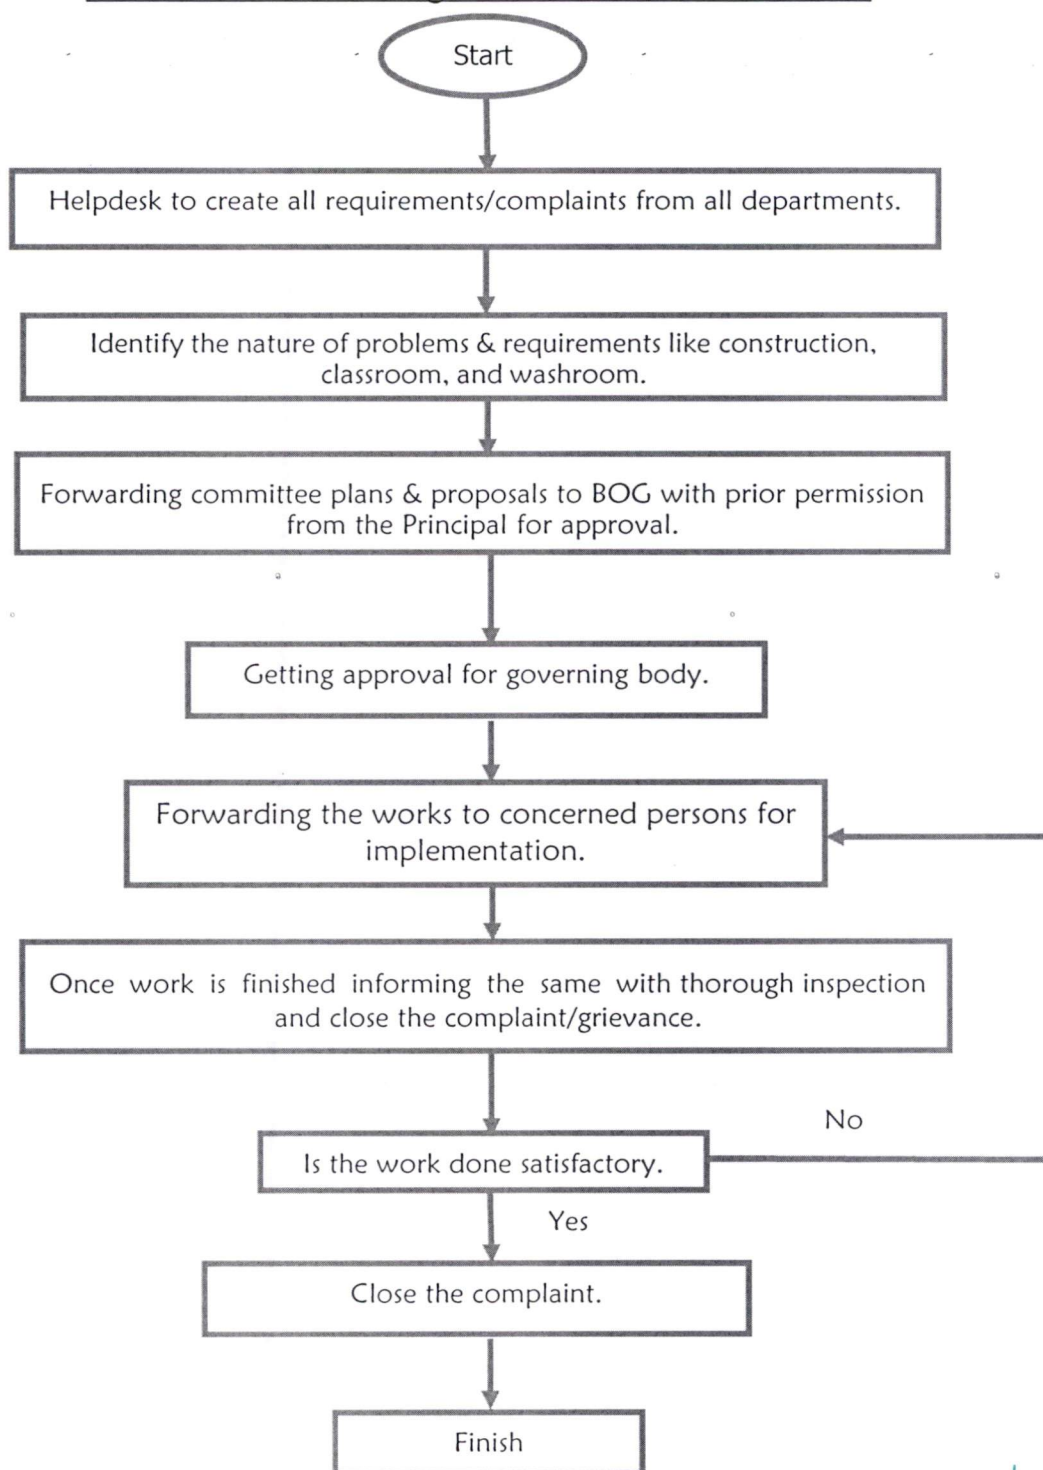 Start
Helpdesk to create all requirements/complaints from all departments.
Identify the nature of problems & requirements like construction,
classroom, and washroom.
Forwarding committee plans & proposals to BOG with prior permission
from the Principal for approval.
Getting approval for governing body.
Forwarding the works to concerned persons for
implementation.
Once work is finished informing the same with thorough inspection
and close the complaint/grievance.
No
Is the work done satisfactory.
Yes
Close the complaint.
Finish